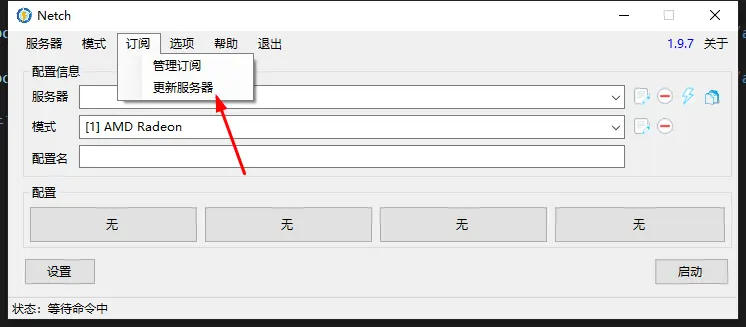 Netch
服务器 模式 订阅 选项 帮助 退出 1.9.7 关于
管理订阅
更新服务器
配置信息
服务器
模式 [1] AMD Radeon
配置名
配置
无 无 无 无
设置 启动
状态：等待命令中